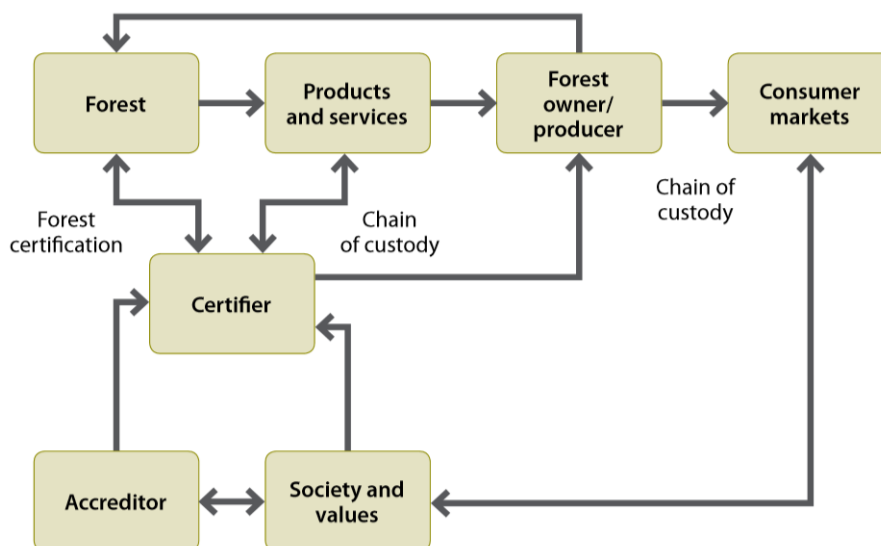 Forest
Products
and services
Forest
owner/
producer
Consumer
markets
Forest
certification
Chain
of custody
Chain of
custody
Certifier
Accreditor
Society and
values